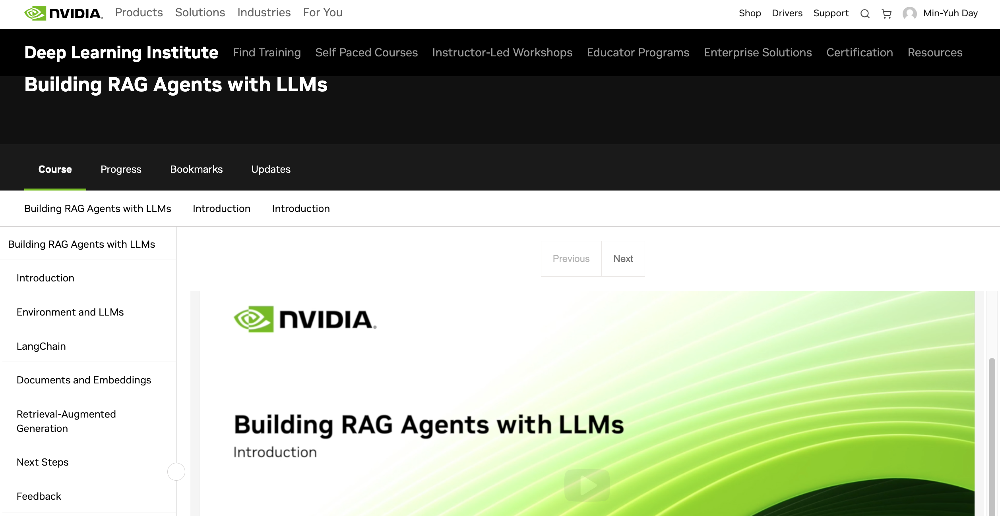 NVIDIA. Products Solutions Industries For You Shop Drivers Support Min-Yuh Day
Deep Learning Institute Find Training Self Paced Courses Instructor-Led Workshops Educator Programs Enterprise Solutions Certification Resources
Building RAG Agents with LLMs
Course Progress Bookmarks Updates
Building RAG Agents with LLMs Introduction Introduction
Building RAG Agents with LLMs
Introduction
Environment and LLMs
LangChain
Documents and Embeddings
Retrieval-Augmented
Generation
Next Steps
Feedback
Previous Next
NVIDIA.
Building RAG Agents with LLMs
Introduction